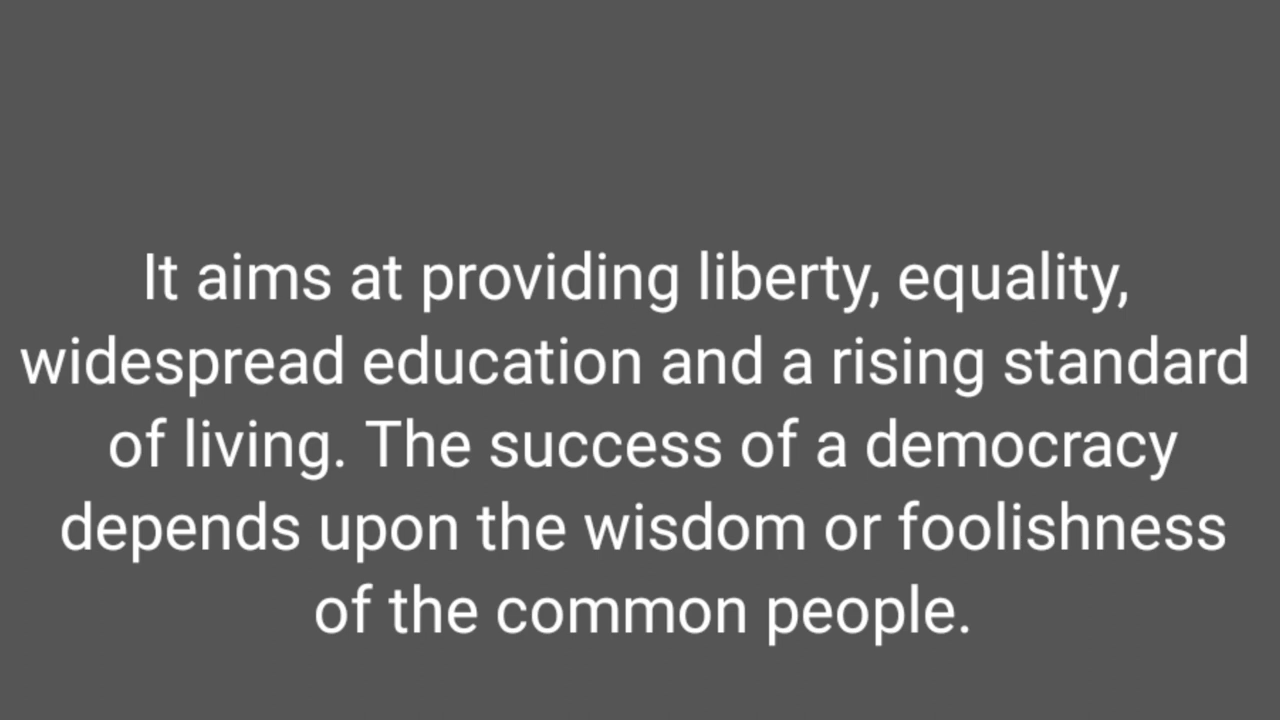 It aims at providing liberty, equality,
widespread education and a rising standard
of living. The success of a democracy
depends upon the wisdom or foolishness
of the common people.